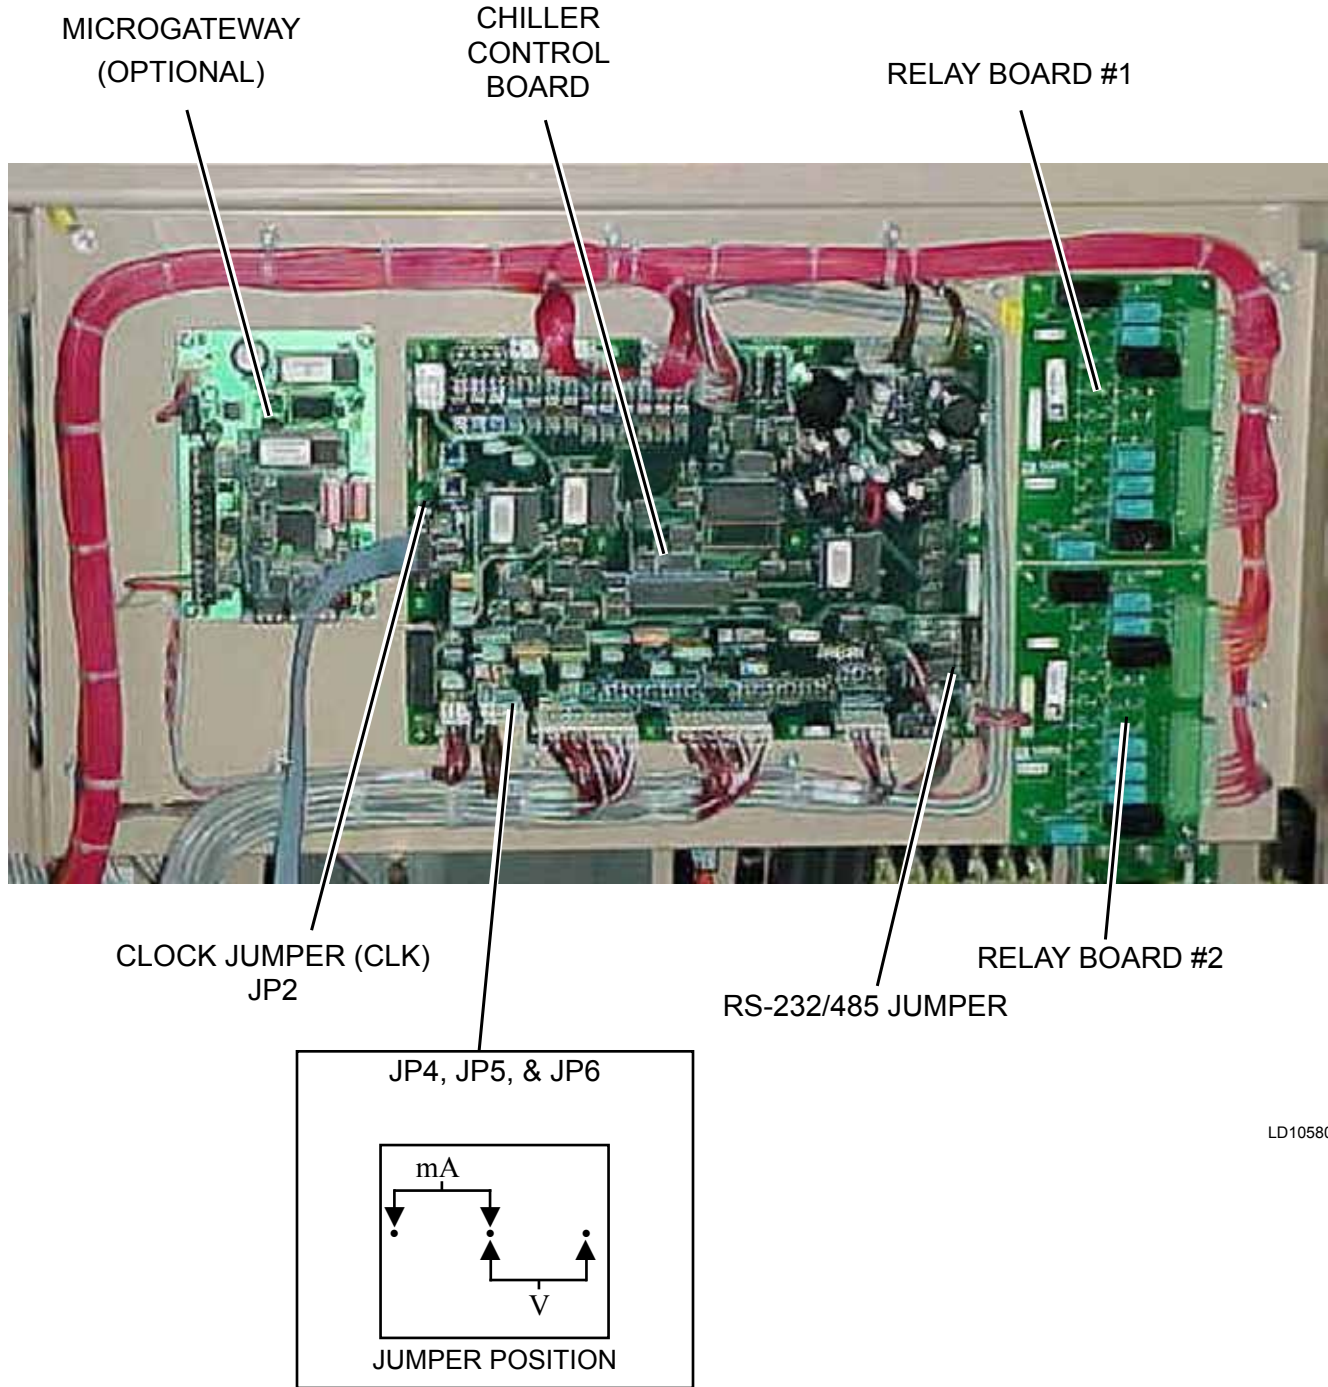 MICROGATEWAY
(OPTIONAL)
CHILLER
CONTROL
BOARD
RELAY BOARD #1
CLOCK JUMPER (CLK)
JP2
RELAY BOARD #2
RS-232/485 JUMPER
JP4, JP5, & JP6
mA
V
JUMPER POSITION
LD10580